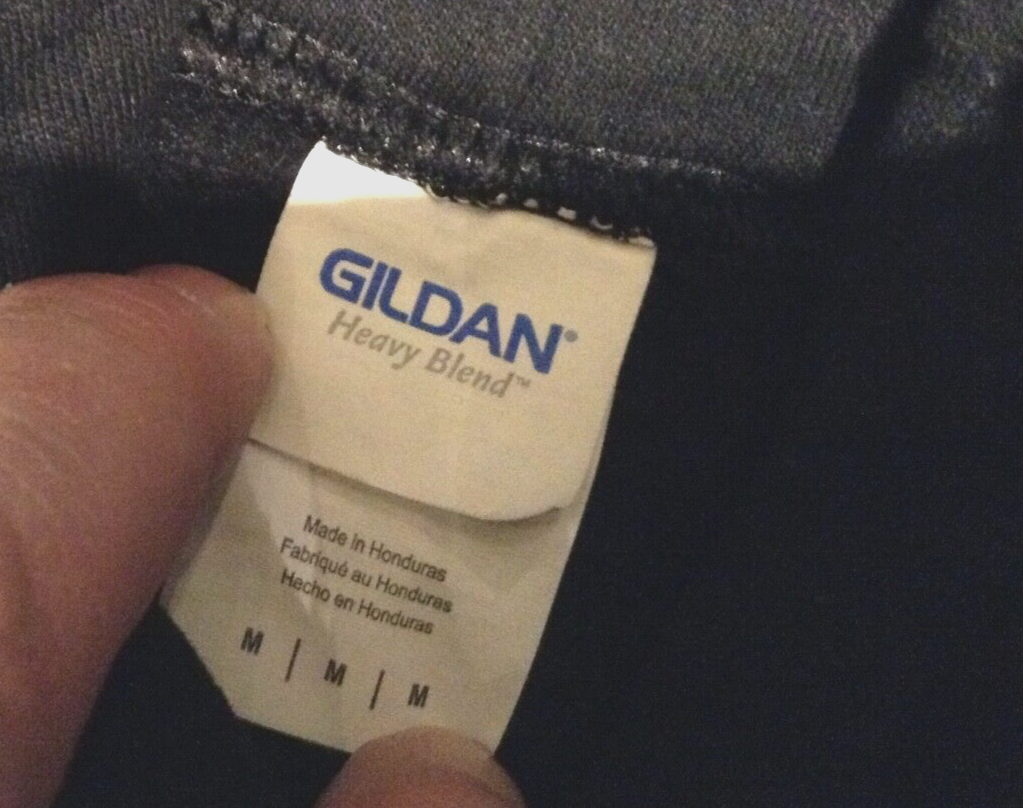 GILDAN®
Heavy Blend™
Made in Honduras
Fabriqué au Honduras
Hecho en Honduras
M | M | M